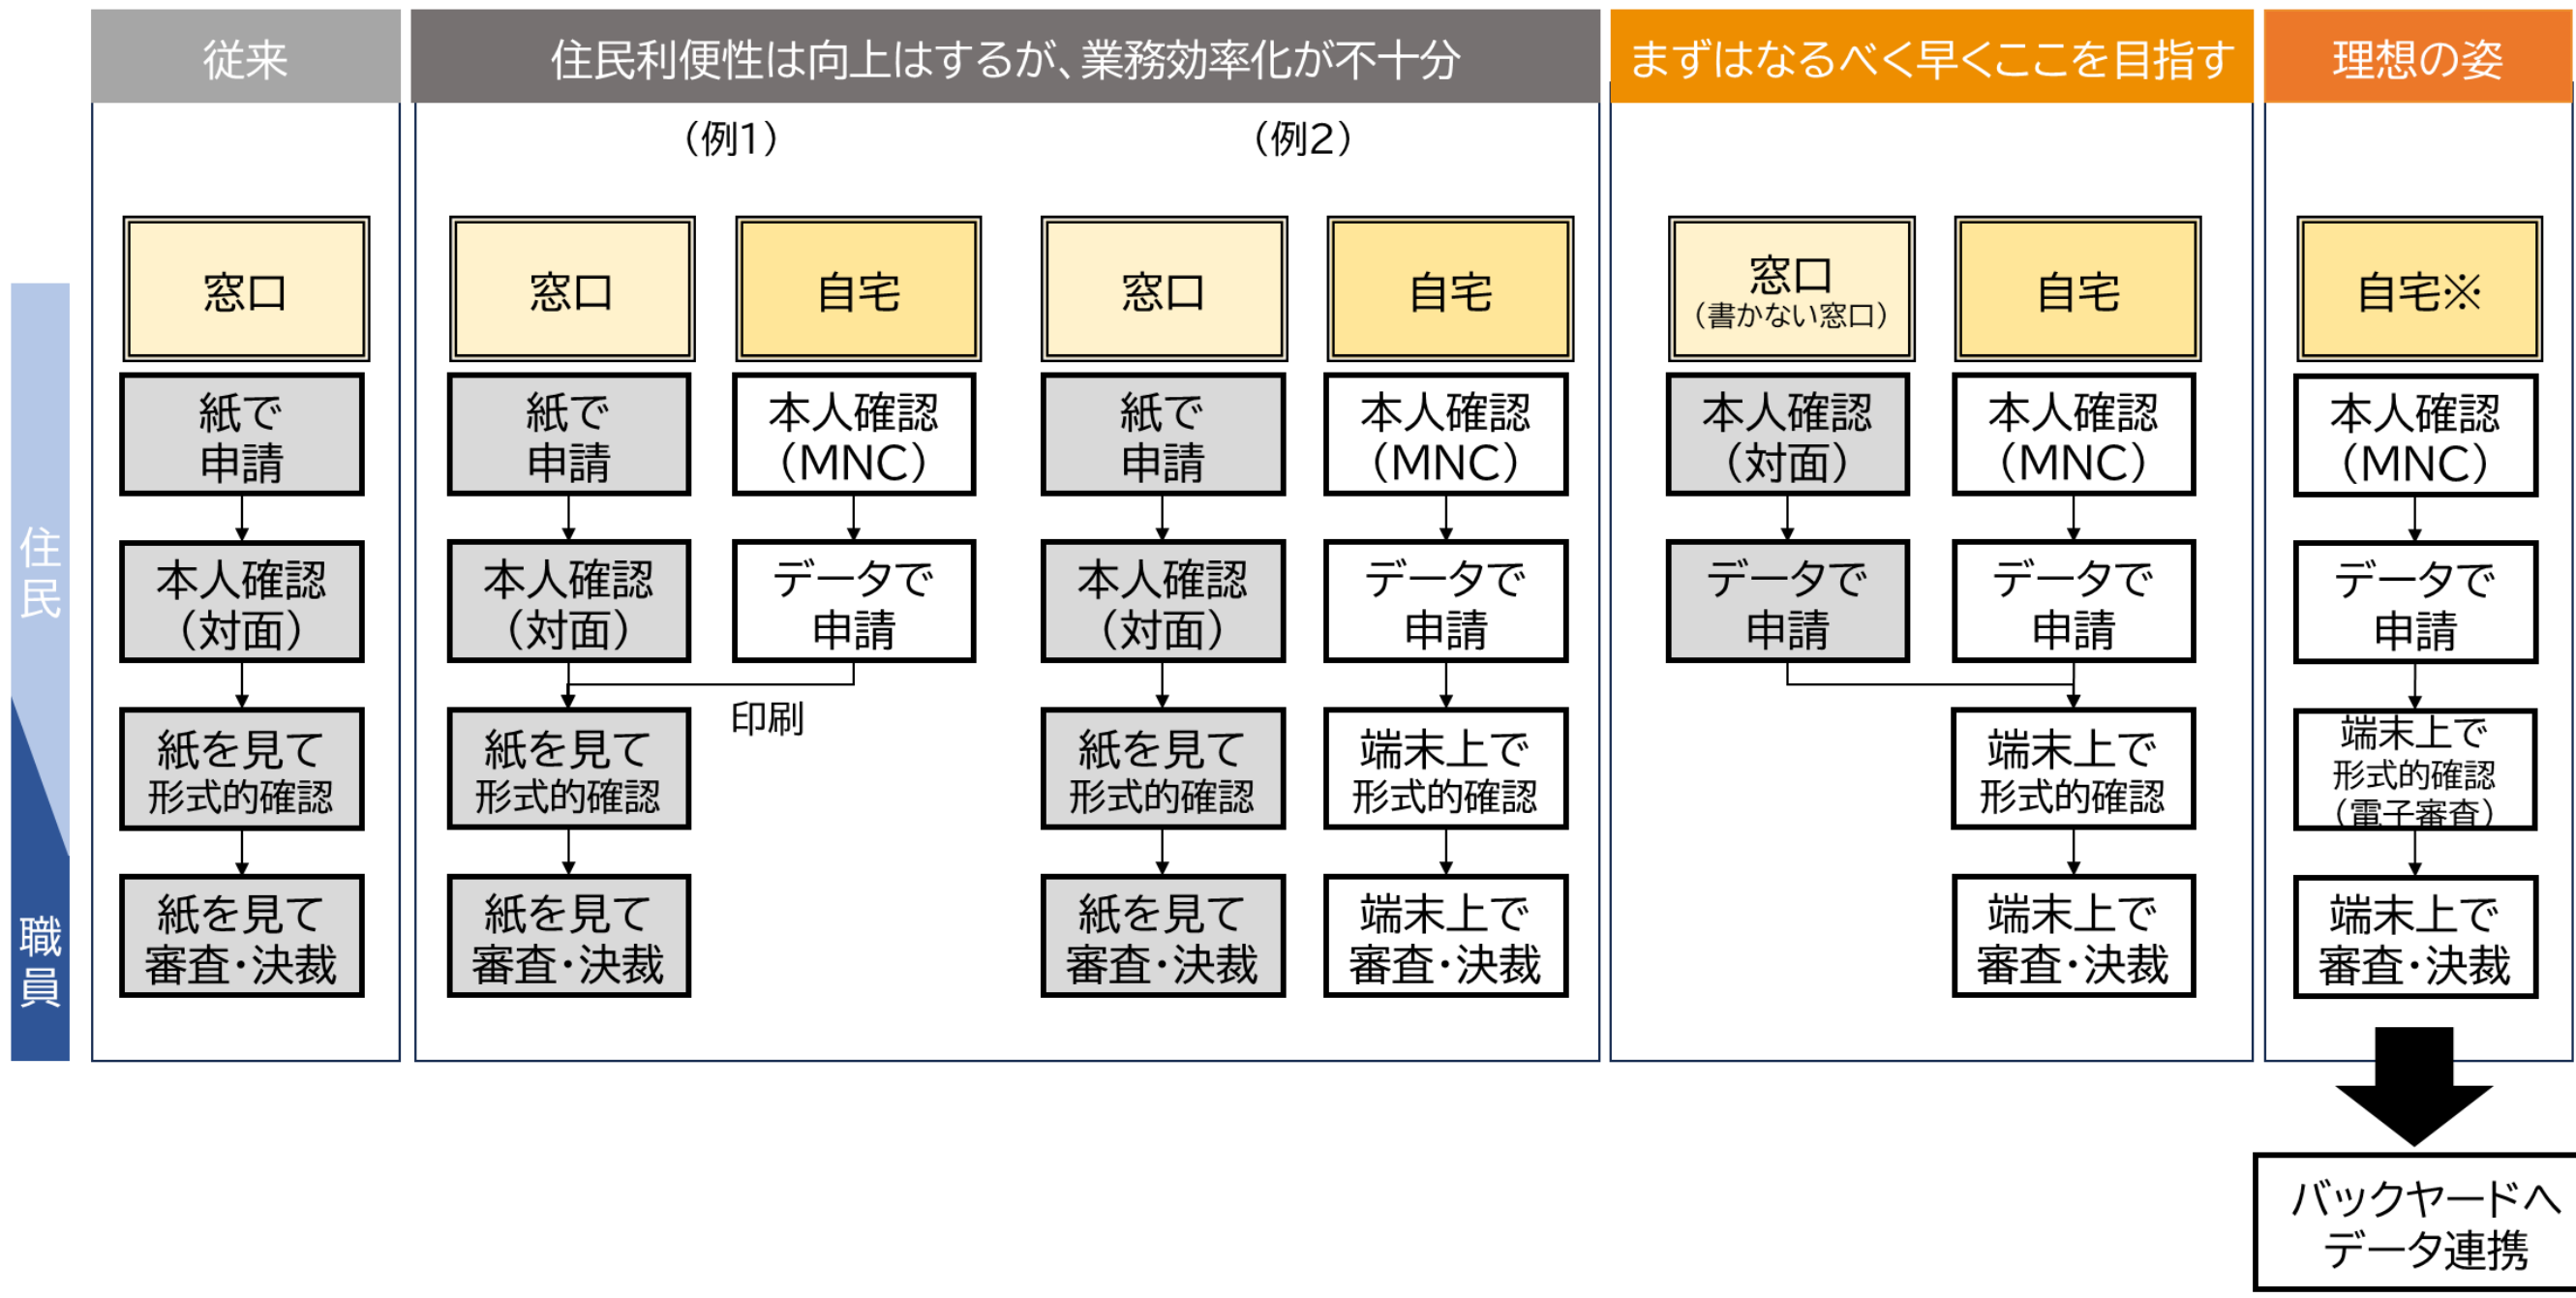 従来
住民利便性は向上はするが、業務効率化が不十分
まずはなるべく早くここを目指す
理想の姿
（例1）
（例2）
住民
職員
窓口
紙で
申請
本人確認
（対面）
紙を見て
形式的確認
紙を見て
審査・決裁
窓口
紙で
申請
本人確認
（対面）
紙を見て
形式的確認
紙を見て
審査・決裁
自宅
本人確認
（MNC）
データで
申請
印刷
窓口
紙で
申請
本人確認
（対面）
紙を見て
形式的確認
紙を見て
審査・決裁
自宅
本人確認
（MNC）
データで
申請
端末上で
形式的確認
端末上で
審査・決裁
窓口
（書かない窓口）
本人確認
（対面）
データで
申請
自宅
本人確認
（MNC）
データで
申請
端末上で
形式的確認
端末上で
審査・決裁
自宅※
本人確認
（MNC）
データで
申請
端末上で
形式的確認
（電子審査）
端末上で
審査・決裁
バックヤードへ
データ連携